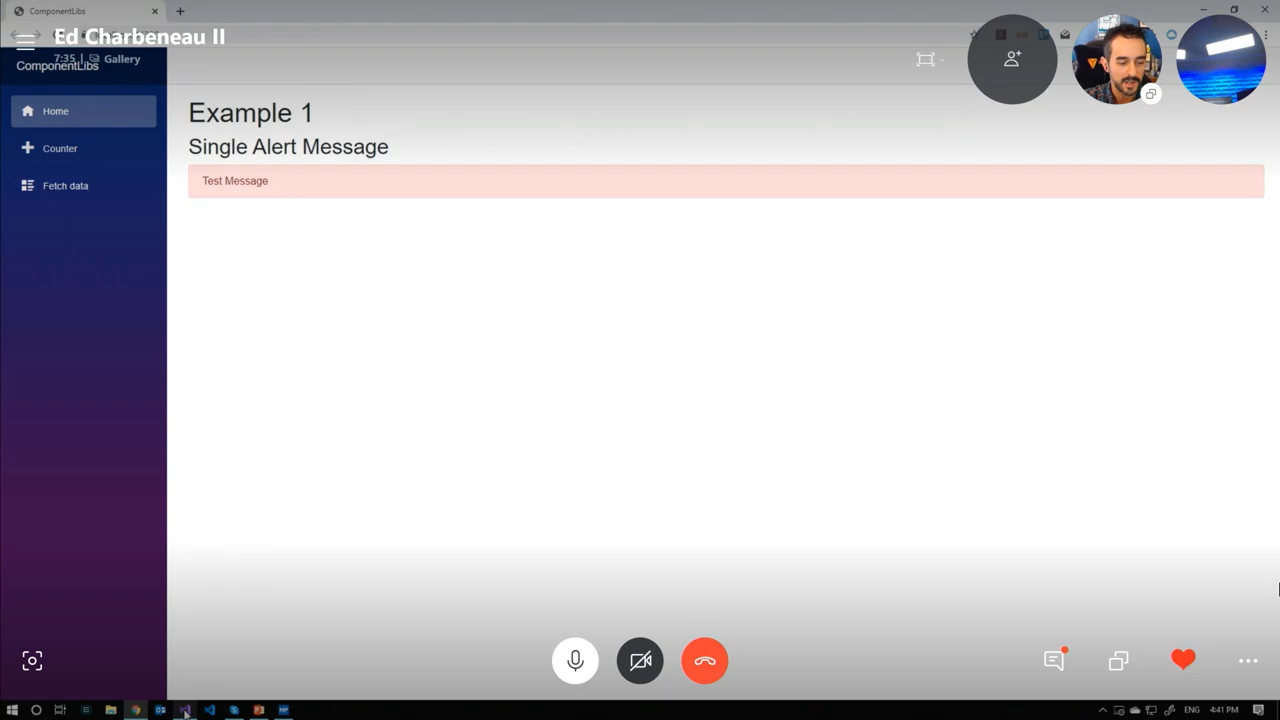 ComponentLibs
Ed Charbeneau II
7:35 | Gallery
ComponentLibs
Home
Counter
Fetch data
Example 1
Single Alert Message
Test Message
ENG
4:41 PM